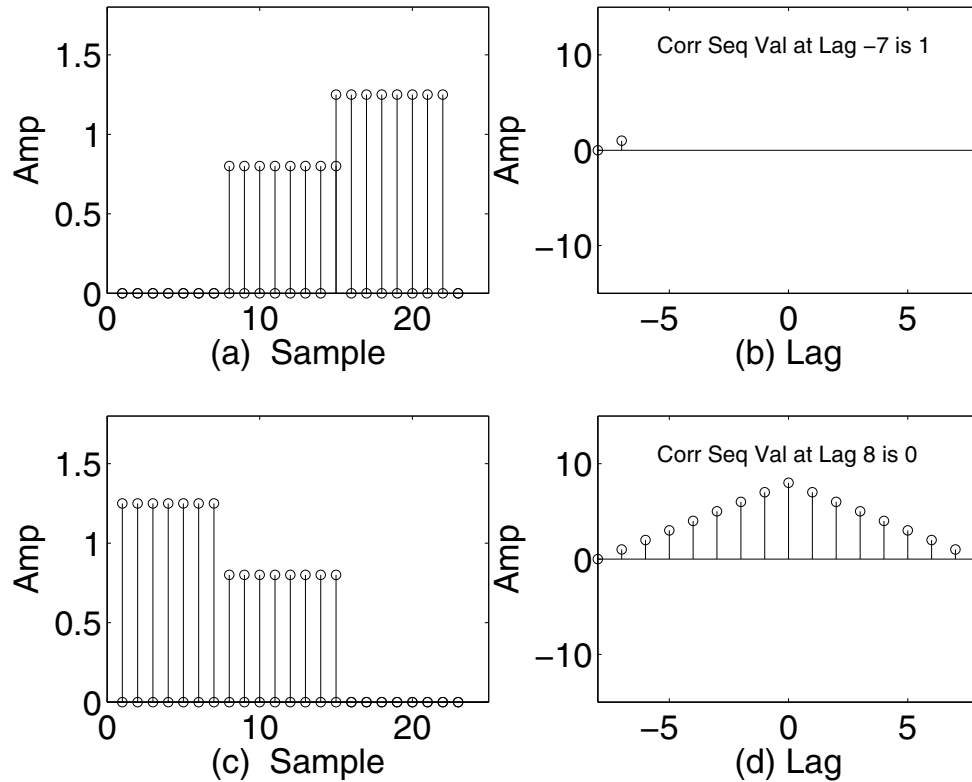 1.5
1
0.5
0
Amp
0
10
20
(a) Sample
Corr Seq Val at Lag −7 is 1
10
0
−10
Amp
−5
0
5
(b) Lag
1.5
1
0.5
0
Amp
0
10
20
(c) Sample
Corr Seq Val at Lag 8 is 0
10
0
−10
Amp
−5
0
5
(d) Lag